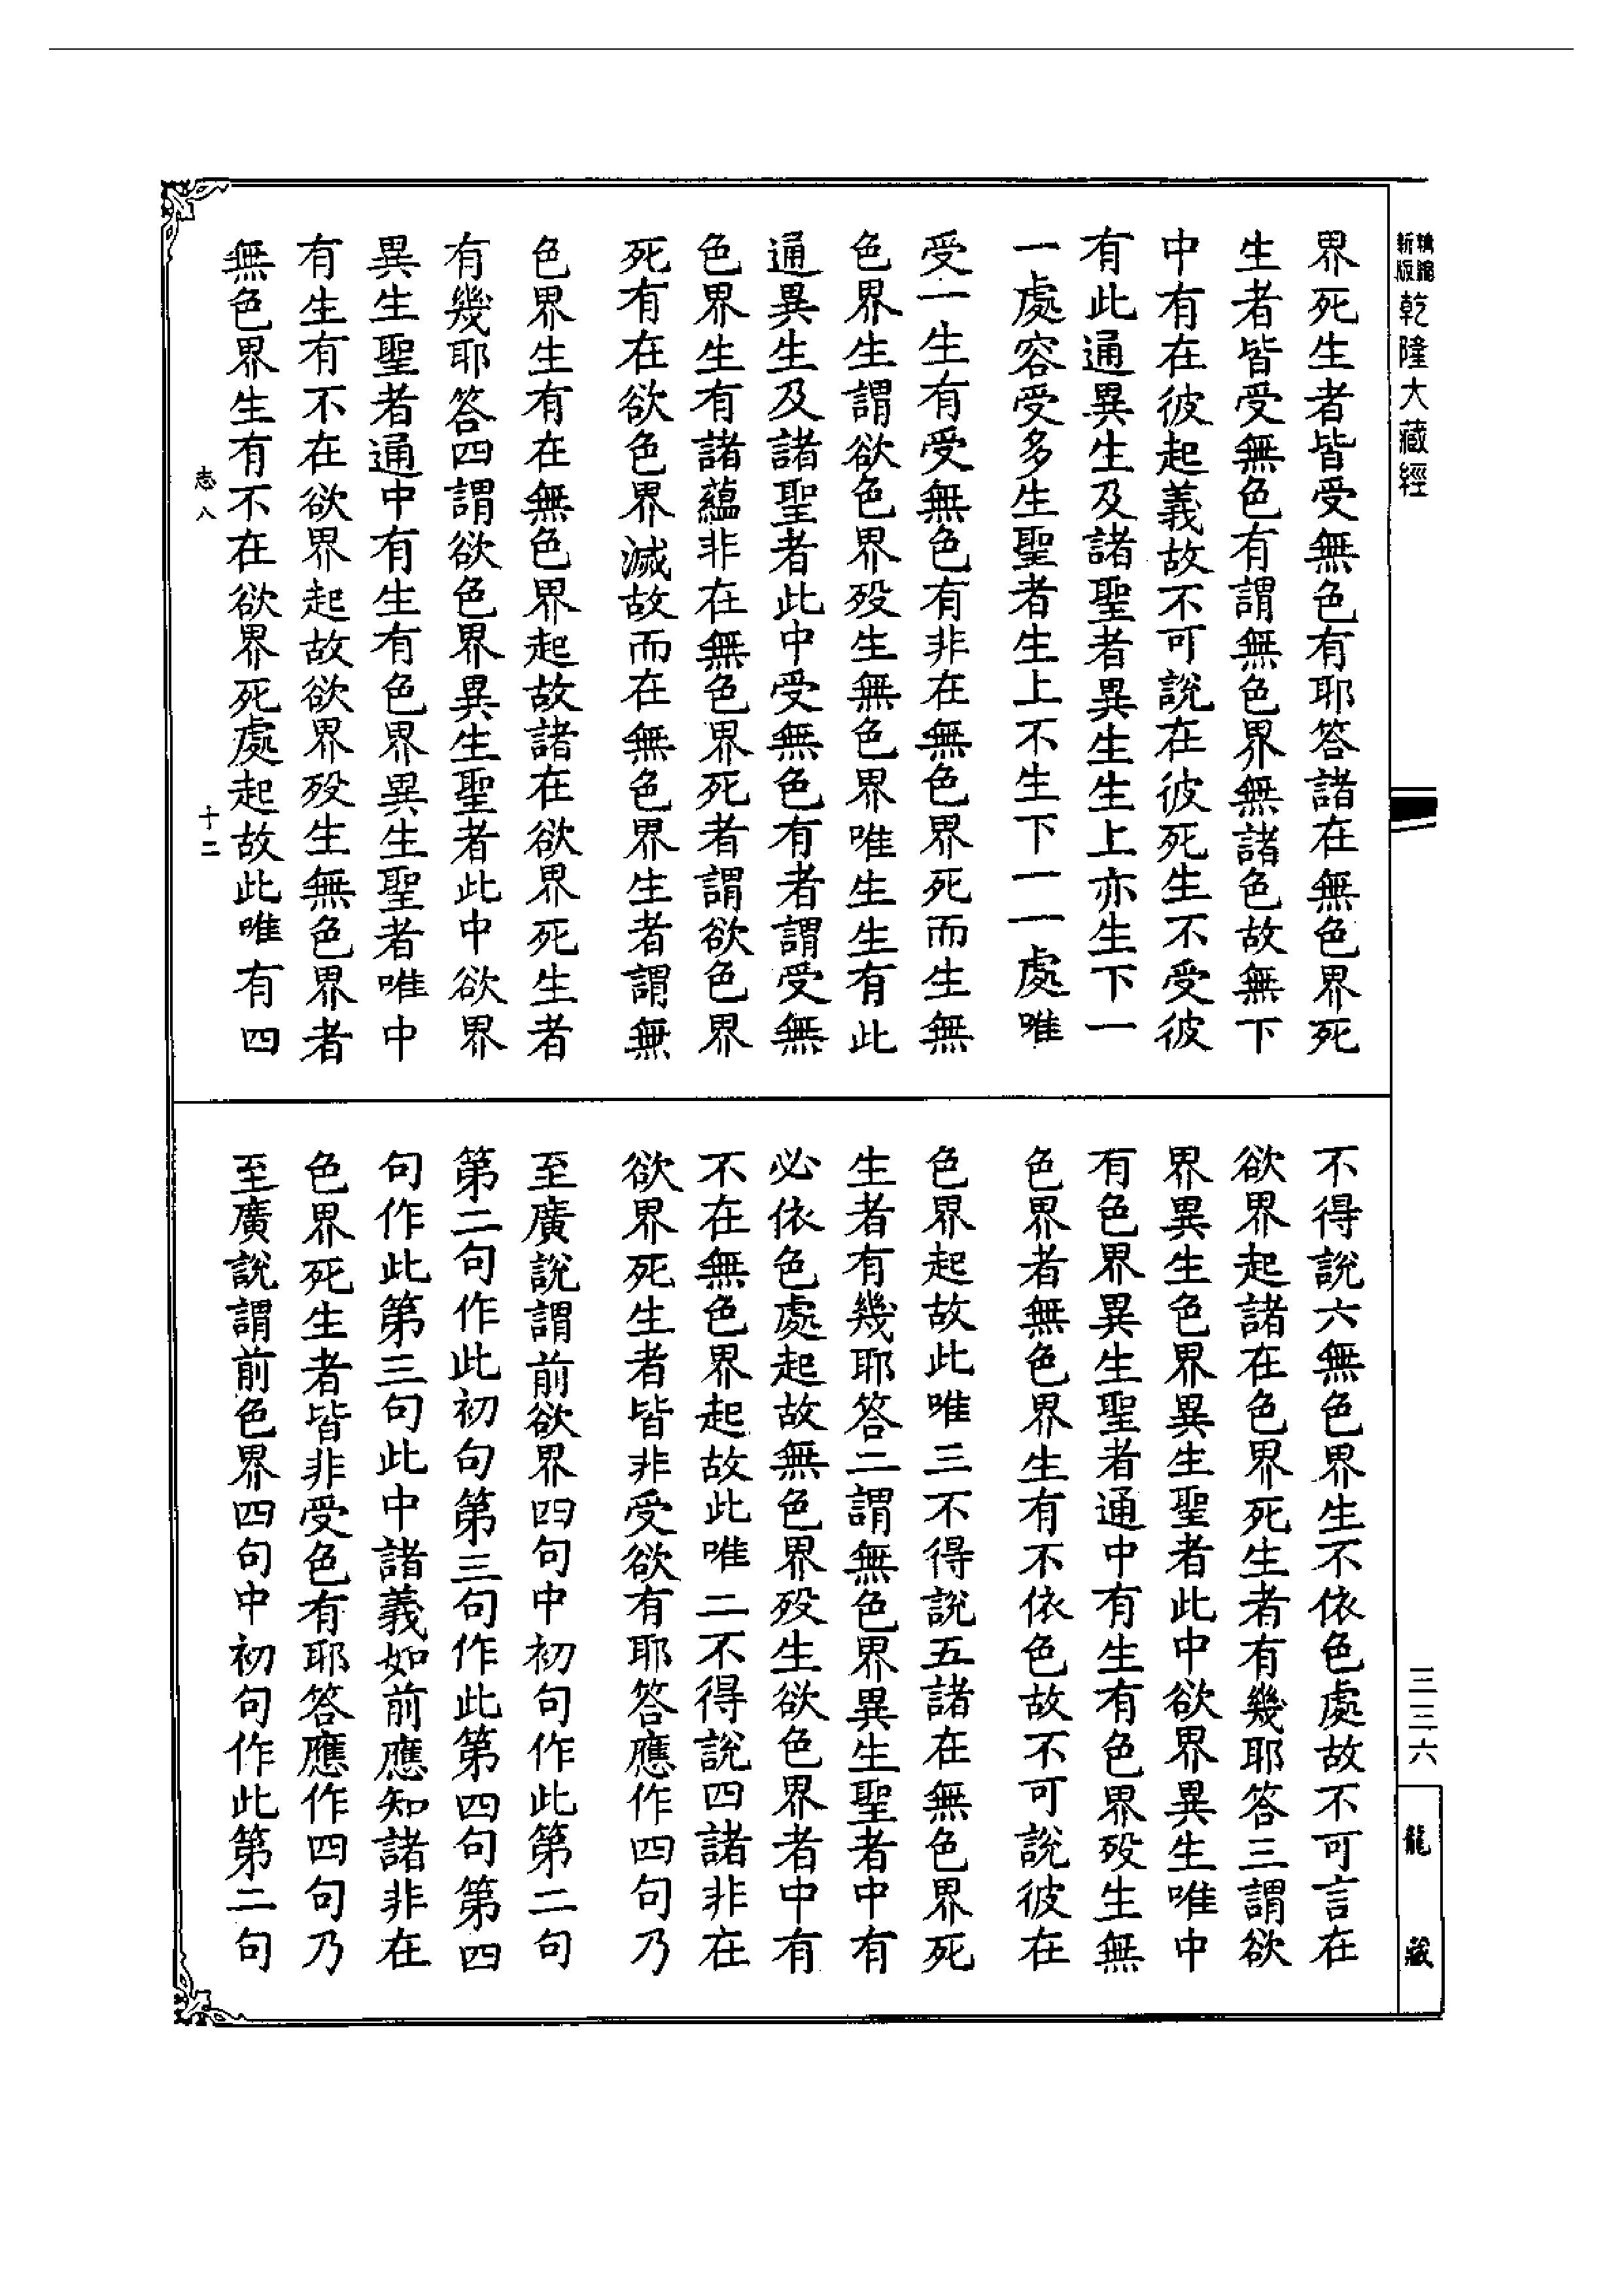 精縮新版乾隆大藏經
三三六
龍藏
界死生者皆受無色有耶答諸在無色界死
生者皆受無色有謂無色界無諸色故無下
中有在彼起義故不可說在彼死生不受彼
有此通異生及諸聖者異生生上亦生下一
一處容受多生聖者生上不生下一一處唯
受一生有受無色有非在無色界死而生無
色界生謂欲色界歿生無色界唯生生有此
通異生及諸聖者此中受無色有者謂受無
色界生有諸蘊非在無色界死者謂欲色界
死有在欲色界滅故而在無色界生者謂無
色界生有在無色界起故諸在欲界死生者
有幾耶答四謂欲色界異生聖者此中欲界
異生聖者通中有生有色界異生聖者唯中
有生有不在欲界起故欲界歿生無色界者
無色界生有不在欲界死處起故此唯有四
志八
十二
不得說六無色界生不依色處故不可言在
欲界起諸在色界死生者有幾耶答三謂欲
界異生色界異生聖者此中欲界異生唯中
有色界異生聖者通中有生有色界歿生無
色界者無色界生有不依色故不可說彼在
色界起故此唯三不得說五諸在無色界死
生者有幾耶答二謂無色界異生聖者中有
必依色處起故無色界歿生欲色界者中有
不在無色界起故此唯二不得說四諸非在
欲界死生者皆非受欲有耶答應作四句乃
至廣說謂前欲界四句中初句作此第二句
第二句作此初句第三句作此第四句第四
句作此第三句此中諸義如前應知諸非在
色界死生者皆非受色有耶答應作四句乃
至廣說謂前色界四句中初句作此第二句